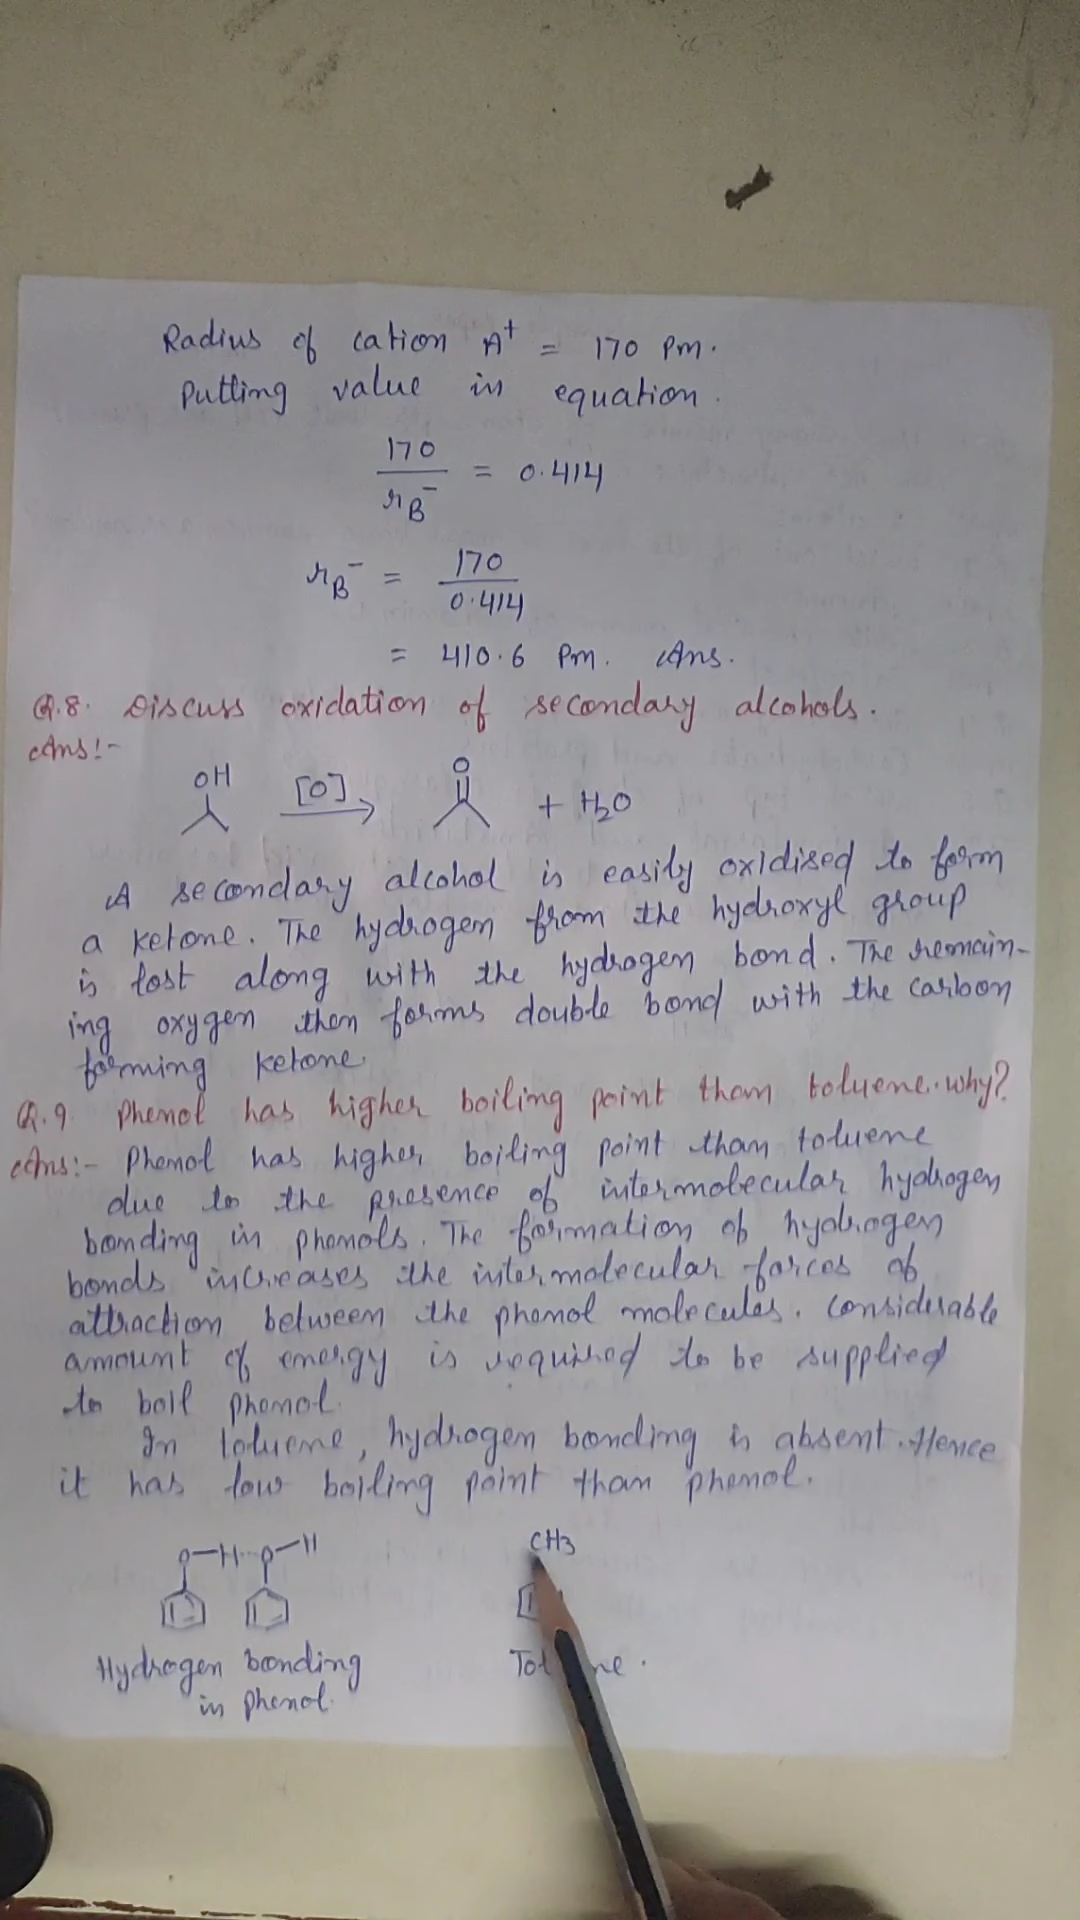 Radius of cation A+ = 170 Pm.
Putting value in equation.
170 / rB- = 0.414
rB- = 170 / 0.414
= 410.6 Pm. Ans.
Q.8. Discuss oxidation of secondary alcohols.
Ans:-
OH [O] O + H2O
A secondary alcohol is easily oxidised to form
a ketone. The hydrogen from the hydroxyl group
is lost along with the hydrogen bond. The remain-
ing oxygen then forms double bond with the carbon
forming ketone.
Q.9 Phenol has higher boiling point than toluene. why?
Ans:- Phenol has higher boiling point than toluene
due to the presence of intermolecular hydrogen
bonding in phenols. The formation of hydrogen
bonds increases the intermolecular forces of
attraction between the phenol molecules. Considerable
amount of energy is required to be supplied
to boil phenol.
In toluene, hydrogen bonding is absent. Hence
it has low boiling point than phenol.
O-H...O-H CH3
Hydrogen bonding
in phenol.